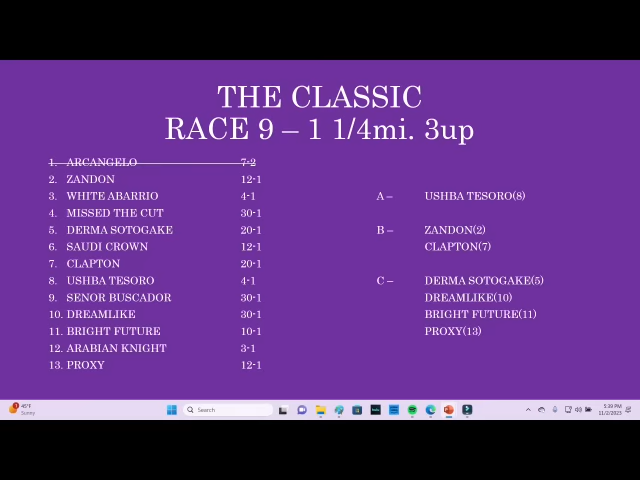 THE CLASSIC
RACE 9 – 1 1/4mi. 3up
1. ARCANGELO 7-2
2. ZANDON 12-1
3. WHITE ABARRIO 4-1
4. MISSED THE CUT 30-1
5. DERMA SOTOGAKE 20-1
6. SAUDI CROWN 12-1
7. CLAPTON 20-1
8. USHBA TESORO 4-1
9. SENOR BUSCADOR 30-1
10. DREAMLIKE 30-1
11. BRIGHT FUTURE 10-1
12. ARABIAN KNIGHT 3-1
13. PROXY 12-1
A – USHBA TESORO(8)
B – ZANDON(2)
CLAPTON(7)
C – DERMA SOTOGAKE(5)
DREAMLIKE(10)
BRIGHT FUTURE(11)
PROXY(13)
45°F
Sunny
Search
5:39 PM
11/2/2023